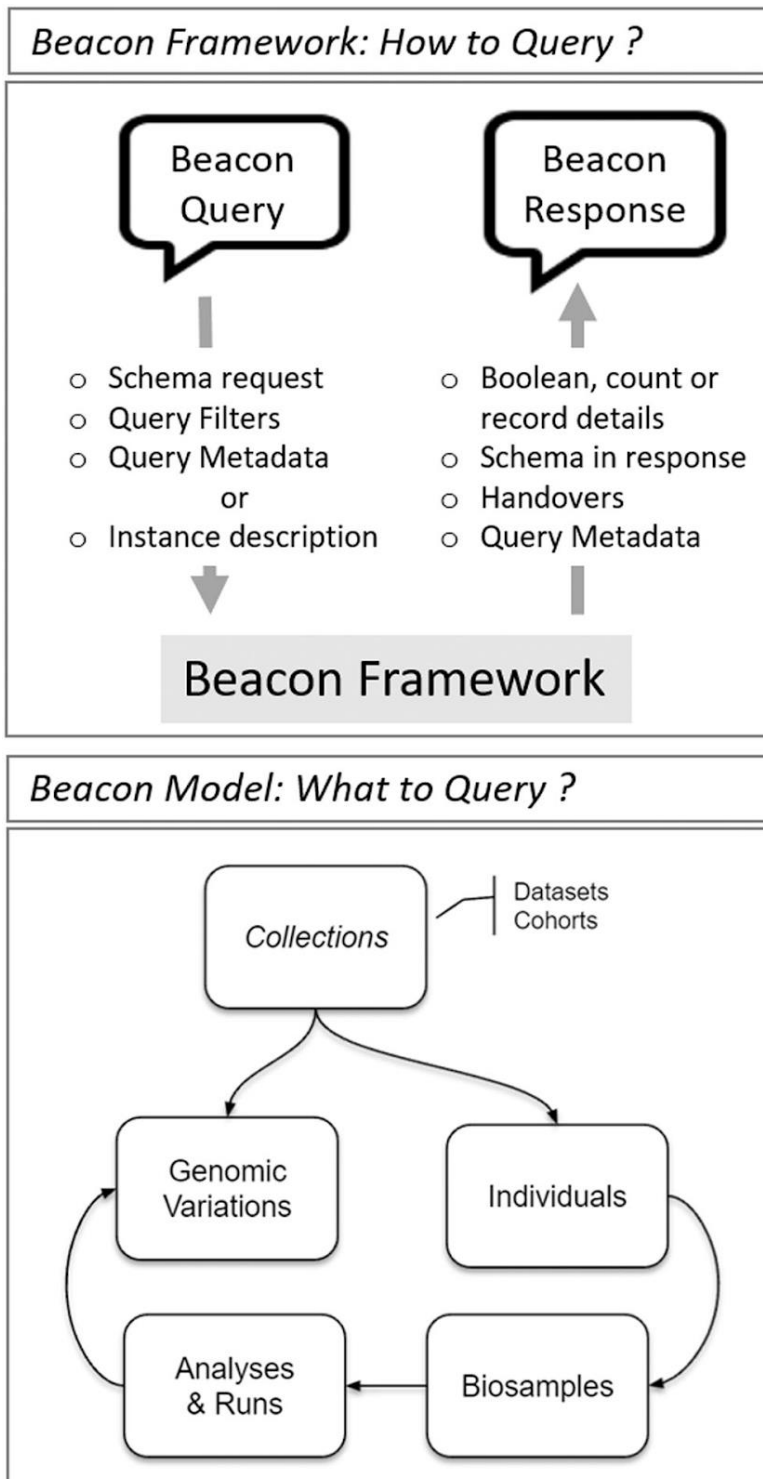 Beacon Framework: How to Query ?
Beacon
Query
Beacon
Response
o Schema request
o Query Filters
o Query Metadata
or
o Instance description
o Boolean, count or
record details
o Schema in response
o Handovers
o Query Metadata
Beacon Framework
Beacon Model: What to Query ?
Collections
Datasets
Cohorts
Genomic
Variations
Individuals
Analyses
& Runs
Biosamples